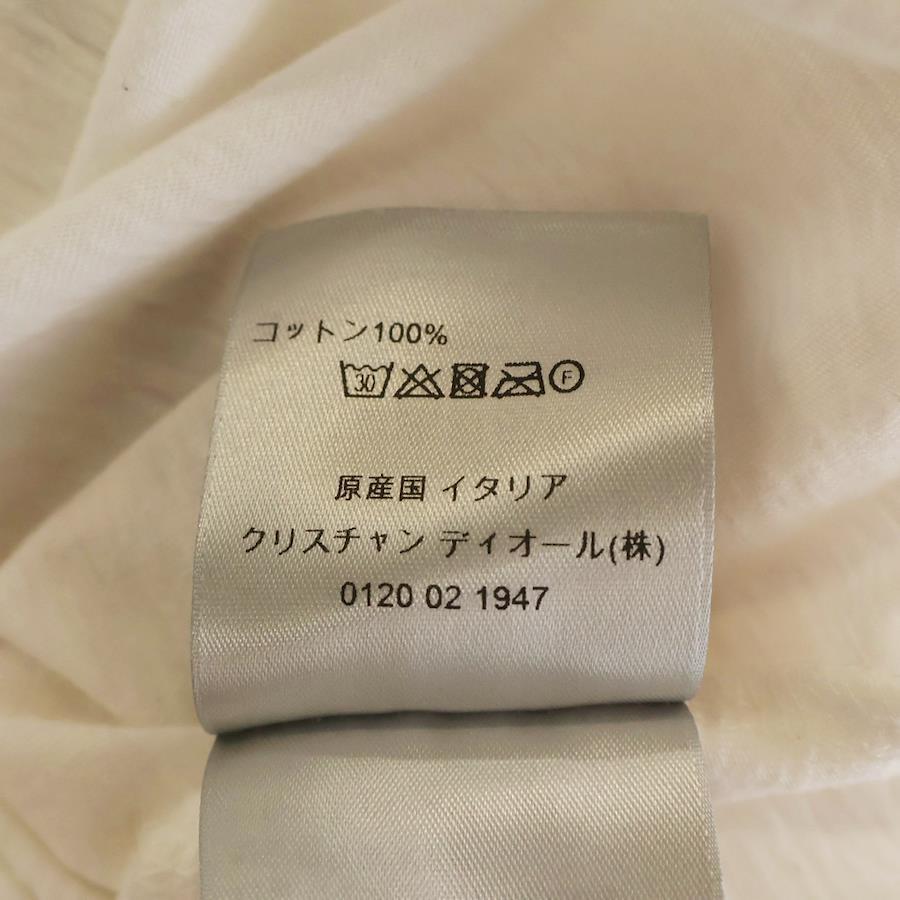 コットン100%
30 F
原産国 イタリア
クリスチャン ディオール(株)
0120 02 1947